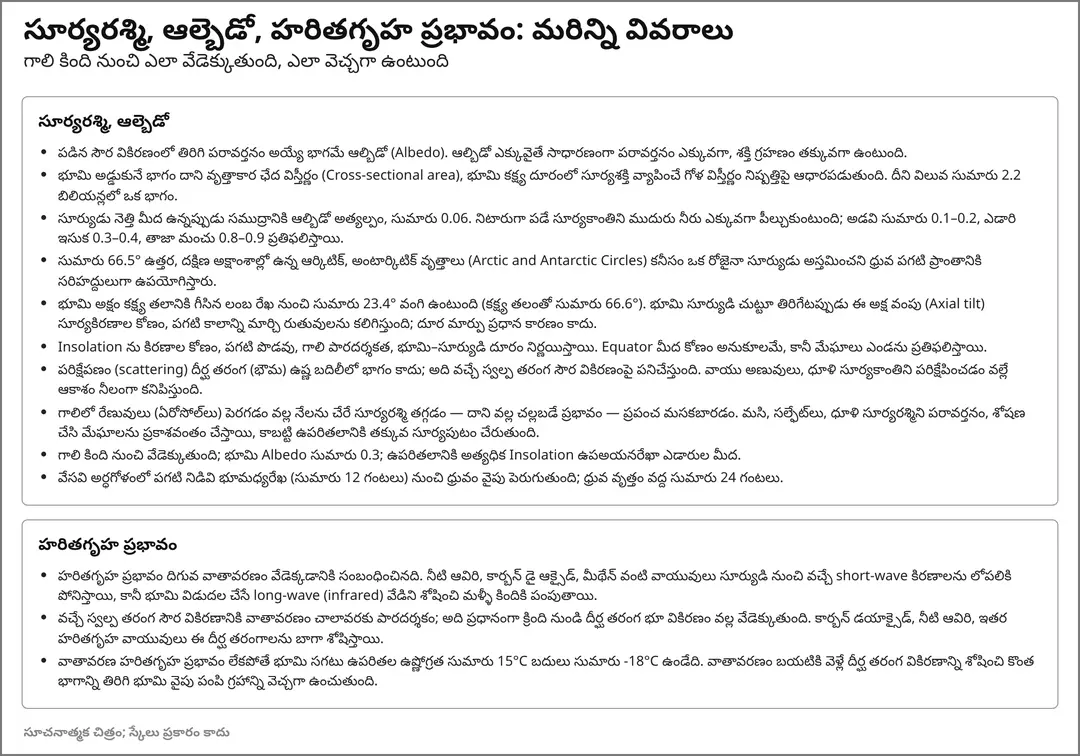 సూర్యరశ్మి, ఆల్బెడో, హరితగృహ ప్రభావం: మరిన్ని వివరాలు
గాలి కింది నుంచి ఎలా వేడెక్కుతుంది, ఎలా వెచ్చగా ఉంటుంది
సూర్యరశ్మి, ఆల్బెడో
• పడిన సౌర వికిరణంలో తిరిగి పరావర్తనం అయ్యే భాగమే ఆల్బిడో (Albedo). ఆల్బిడో ఎక్కువైతే సాధారణంగా పరావర్తనం ఎక్కువగా, శక్తి గ్రహణం తక్కువగా ఉంటుంది.
• భూమి అడ్డుకునే భాగం దాని వృత్తాకార ఛేద విస్తీర్ణం (Cross-sectional area), భూమి కక్ష్య దూరంలో సూర్యశక్తి వ్యాపించే గోళ విస్తీర్ణం నిష్పత్తిపై ఆధారపడుతుంది. దీని విలువ సుమారు 2.2
బిలియన్లలో ఒక భాగం.
• సూర్యుడు నెత్తి మీద ఉన్నప్పుడు సముద్రానికి ఆల్బిడో అత్యల్పం, సుమారు 0.06. నిటారుగా పడే సూర్యకాంతిని ముదురు నీరు ఎక్కువగా పీల్చుకుంటుంది; అడవి సుమారు 0.1–0.2, ఎడారి
ఇసుక 0.3–0.4, తాజా మంచు 0.8–0.9 ప్రతిఫలిస్తాయి.
• సుమారు 66.5° ఉత్తర, దక్షిణ అక్షాంశాల్లో ఉన్న ఆర్కిటిక్, అంటార్కిటిక్ వృత్తాలు (Arctic and Antarctic Circles) కనీసం ఒక రోజైనా సూర్యుడు అస్తమించని ధ్రువ పగటి ప్రాంతానికి
సరిహద్దులుగా ఉపయోగిస్తారు.
• భూమి అక్షం కక్ష్య తలానికి గీసిన లంబ రేఖ నుంచి సుమారు 23.4° వంగి ఉంటుంది (కక్ష్య తలంతో సుమారు 66.6°). భూమి సూర్యుడి చుట్టూ తిరిగేటప్పుడు ఈ అక్ష వంపు (Axial tilt)
సూర్యకిరణాల కోణం, పగటి కాలాన్ని మార్చి రుతువులను కలిగిస్తుంది; దూర మార్పు ప్రధాన కారణం కాదు.
• Insolation ను కిరణాల కోణం, పగటి పొడవు, గాలి పారదర్శకత, భూమి–సూర్యుడి దూరం నిర్ణయిస్తాయి. Equator మీద కోణం అనుకూలమే, కానీ మేఘాలు ఎండను ప్రతిఫలిస్తాయి.
• పరిక్షేపణం (scattering) దీర్ఘ తరంగ (భౌమ) ఉష్ణ బదిలీలో భాగం కాదు; అది వచ్చే స్వల్ప తరంగ సౌర వికిరణంపై పనిచేస్తుంది. వాయు అణువులు, ధూళి సూర్యకాంతిని పరిక్షేపించడం వల్లే
ఆకాశం నీలంగా కనిపిస్తుంది.
• గాలిలో రేణువులు (ఏరోసోల్‌లు) పెరగడం వల్ల నేలను చేరే సూర్యరశ్మి తగ్గడం — దాని వల్ల చల్లబడే ప్రభావం — ప్రపంచ మసకబారడం. మసి, సల్ఫేట్‌లు, ధూళి సూర్యరశ్మిని పరావర్తనం, శోషణ
చేసి మేఘాలను ప్రకాశవంతం చేస్తాయి, కాబట్టి ఉపరితలానికి తక్కువ సూర్యపుటం చేరుతుంది.
• గాలి కింది నుంచి వేడెక్కుతుంది; భూమి Albedo సుమారు 0.3; ఉపరితలానికి అత్యధిక Insolation ఉపఅయనరేఖా ఎడారుల మీద.
• వేసవి అర్ధగోళంలో పగటి నిడివి భూమధ్యరేఖ (సుమారు 12 గంటలు) నుంచి ధ్రువం వైపు పెరుగుతుంది; ధ్రువ వృత్తం వద్ద సుమారు 24 గంటలు.
హరితగృహ ప్రభావం
• హరితగృహ ప్రభావం దిగువ వాతావరణం వేడెక్కడానికి సంబంధించినది. నీటి ఆవిరి, కార్బన్ డై ఆక్సైడ్, మీథేన్ వంటి వాయువులు సూర్యుడి నుంచి వచ్చే short-wave కిరణాలను లోపలికి
పోనిస్తాయి, కానీ భూమి విడుదల చేసే long-wave (infrared) వేడిని శోషించి మళ్ళీ కిందికి పంపుతాయి.
• వచ్చే స్వల్ప తరంగ సౌర వికిరణానికి వాతావరణం చాలావరకు పారదర్శకం; అది ప్రధానంగా క్రింది నుండి దీర్ఘ తరంగ భూ వికిరణం వల్ల వేడెక్కుతుంది. కార్బన్ డయాక్సైడ్, నీటి ఆవిరి, ఇతర
హరితగృహ వాయువులు ఈ దీర్ఘ తరంగాలను బాగా శోషిస్తాయి.
• వాతావరణ హరితగృహ ప్రభావం లేకపోతే భూమి సగటు ఉపరితల ఉష్ణోగ్రత సుమారు 15°C బదులు సుమారు -18°C ఉండేది. వాతావరణం బయటికి వెళ్లే దీర్ఘ తరంగ వికిరణాన్ని శోషించి కొంత
భాగాన్ని తిరిగి భూమి వైపు పంపి గ్రహాన్ని వెచ్చగా ఉంచుతుంది.
సూచనాత్మక చిత్రం; స్కేలు ప్రకారం కాదు